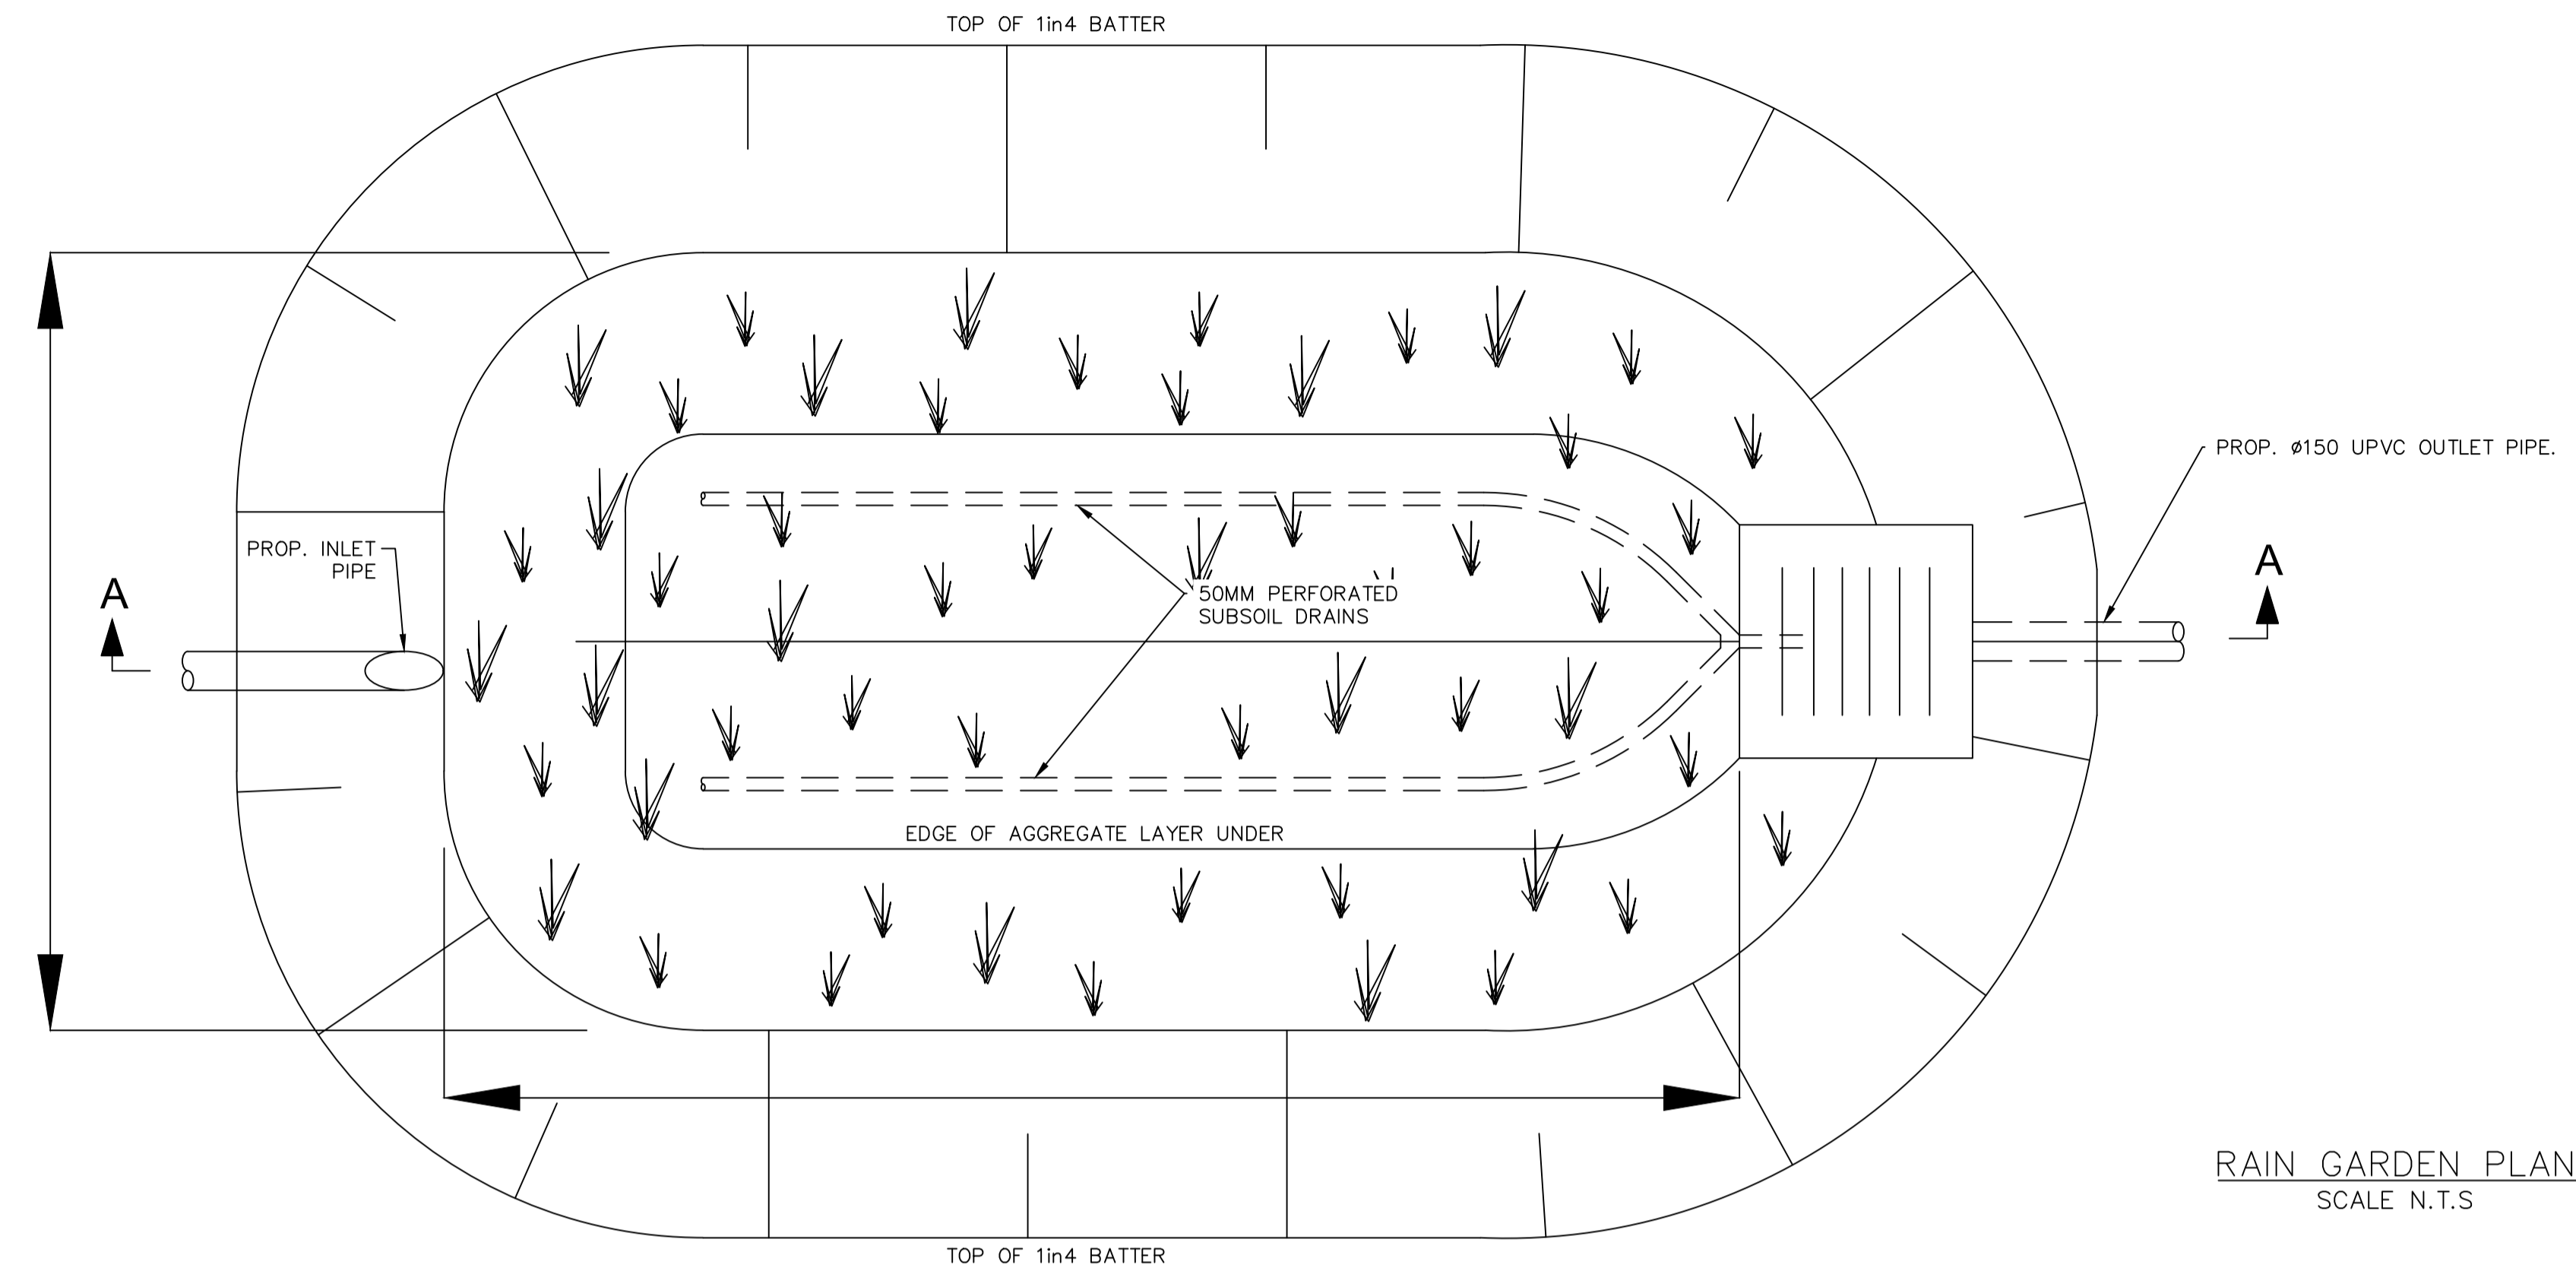 TOP OF 1in4 BATTER
PROP. Ø150 UPVC OUTLET PIPE.
PROP. INLET
PIPE
A
A
50MM PERFORATED
SUBSOIL DRAINS
EDGE OF AGGREGATE LAYER UNDER
RAIN GARDEN PLAN
SCALE N.T.S
TOP OF 1in4 BATTER